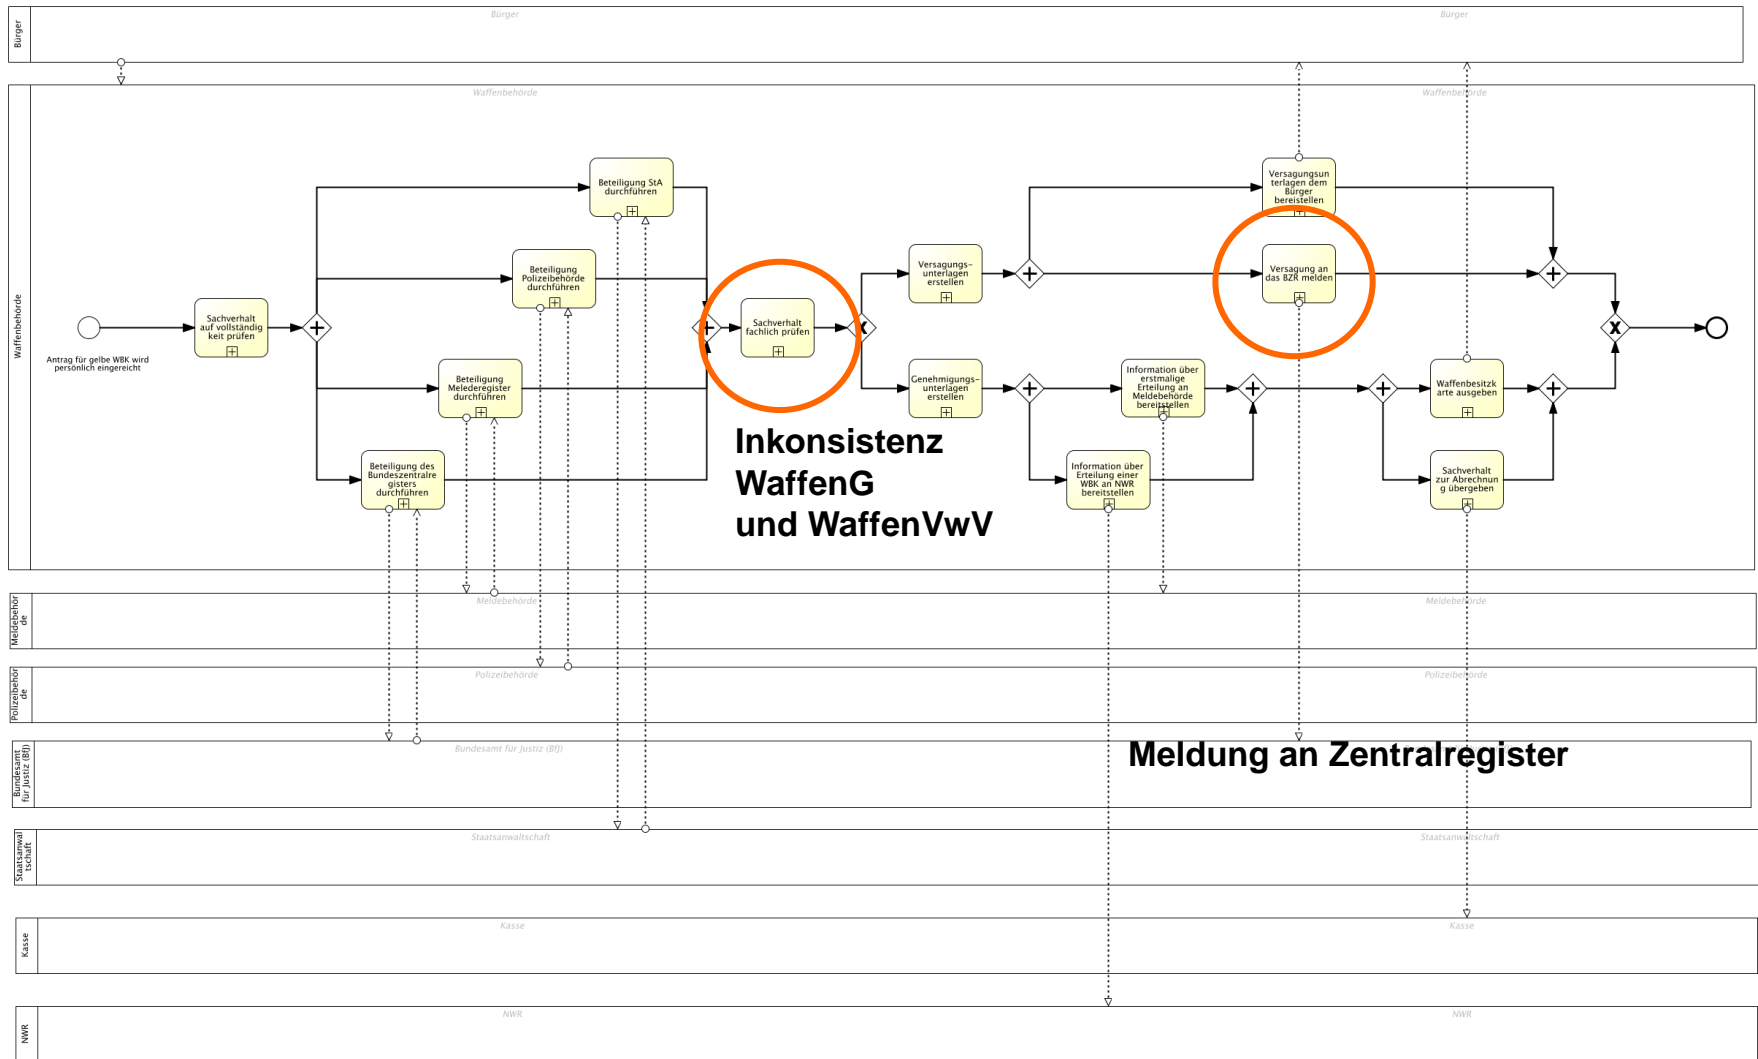 Bürger
Bürger
Bürger
Waffenbehörde
Waffenbehörde
Waffenbehörde
Antrag für gelbe WBK wird
persönlich eingereicht
Sachverhalt
auf vollständig
keit prüfen
Beteiligung StA
durchführen
Beteiligung
Polizeibehörde
durchführen
Beteiligung
Melederegister
durchführen
Beteiligung des
Bundeszentralre
gisters
durchführen
Sachverhalt
fachlich prüfen
X
Versagungs-
unterlagen
erstellen
Genehmigungs-
unterlagen
erstellen
Versagungsun
terlagen dem
Bürger
bereistellen
Versagung an
das BZR melden
Information über
erstmalige
Erteilung an
Meldebehörde
bereitstellen
Information über
Erteilung einer
WBK an NWR
bereitstellen
Waffenbesitzk
arte ausgeben
Sachverhalt
zur Abrechnun
g übergeben
X
Inkonsistenz
WaffenG
und WaffenVwV
Meldebehör
de
Meldebehörde
Meldebehörde
Polizeibehör
de
Polizeibehörde
Polizeibehörde
Bundesamt
für Justiz (BfJ)
Bundesamt für Justiz (BfJ)
Meldung an Zentralregister
Staatsanwal
tschaft
Staatsanwaltschaft
Staatsanwaltschaft
Kasse
Kasse
Kasse
NWR
NWR
NWR